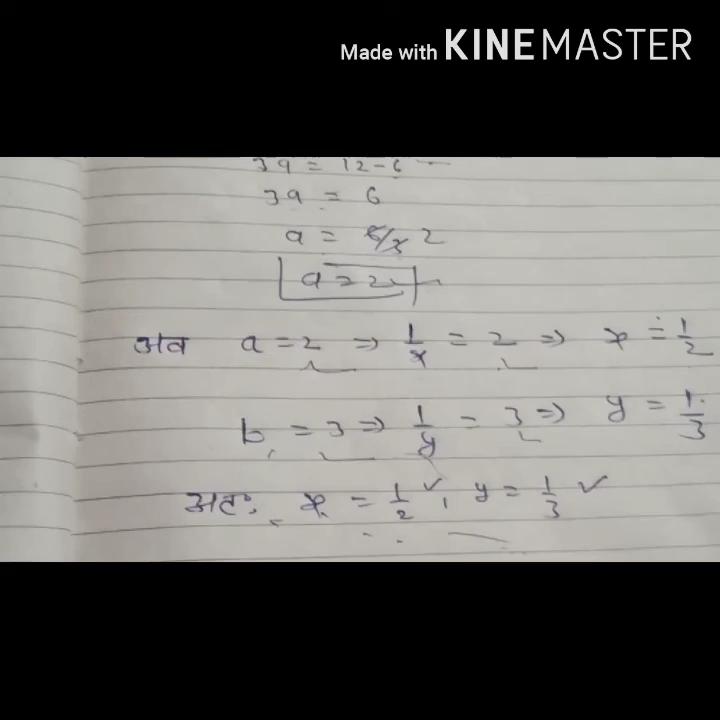 Made with KINEMASTER
3a = 12 - 6
3a = 6
a = 6/3 2
a = 2
अब a = 2 => 1/x = 2 => x = 1/2
b = 3 => 1/y = 3 => y = 1/3
अतः x = 1/2 ✓, y = 1/3 ✓